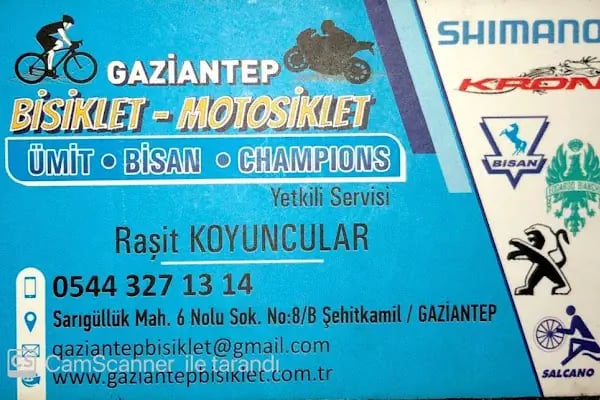 GAZİANTEP
BİSİKLET - MOTOSİKLET
ÜMİT • BİSAN • CHAMPIONS
Yetkili Servisi
Raşit KOYUNCULAR
0544 327 13 14
Sarıgüllük Mah. 6 Nolu Sok. No:8/B Şehitkamil / GAZİANTEP
gaziantepbisiklet@gmail.com
www.gaziantepbisiklet.com.tr
SHIMANO
KRON
BİSAN
SALCANO
CS CamScanner ile tarandı